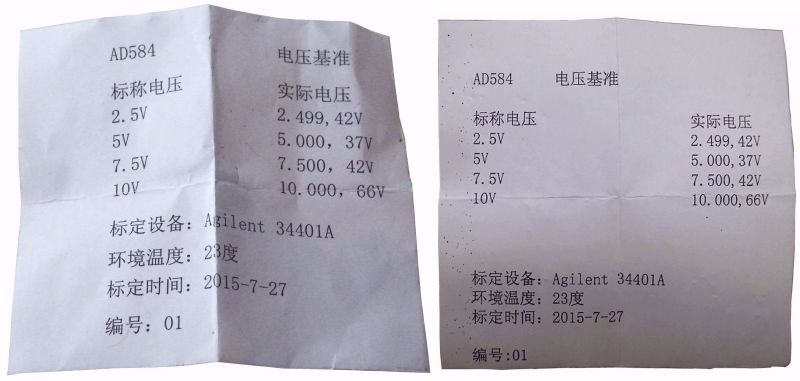 AD584 电压基准
标称电压 实际电压
2.5V 2.499,42V
5V 5.000, 37V
7.5V 7.500, 42V
10V 10.000, 66V
标定设备: Agilent 34401A
环境温度: 23度
标定时间: 2015-7-27
编号: 01
AD584 电压基准
标称电压 实际电压
2.5V 2.499,42V
5V 5.000,37V
7.5V 7.500,42V
10V 10.000,66V
标定设备: Agilent 34401A
环境温度: 23度
标定时间: 2015-7-27
编号:01